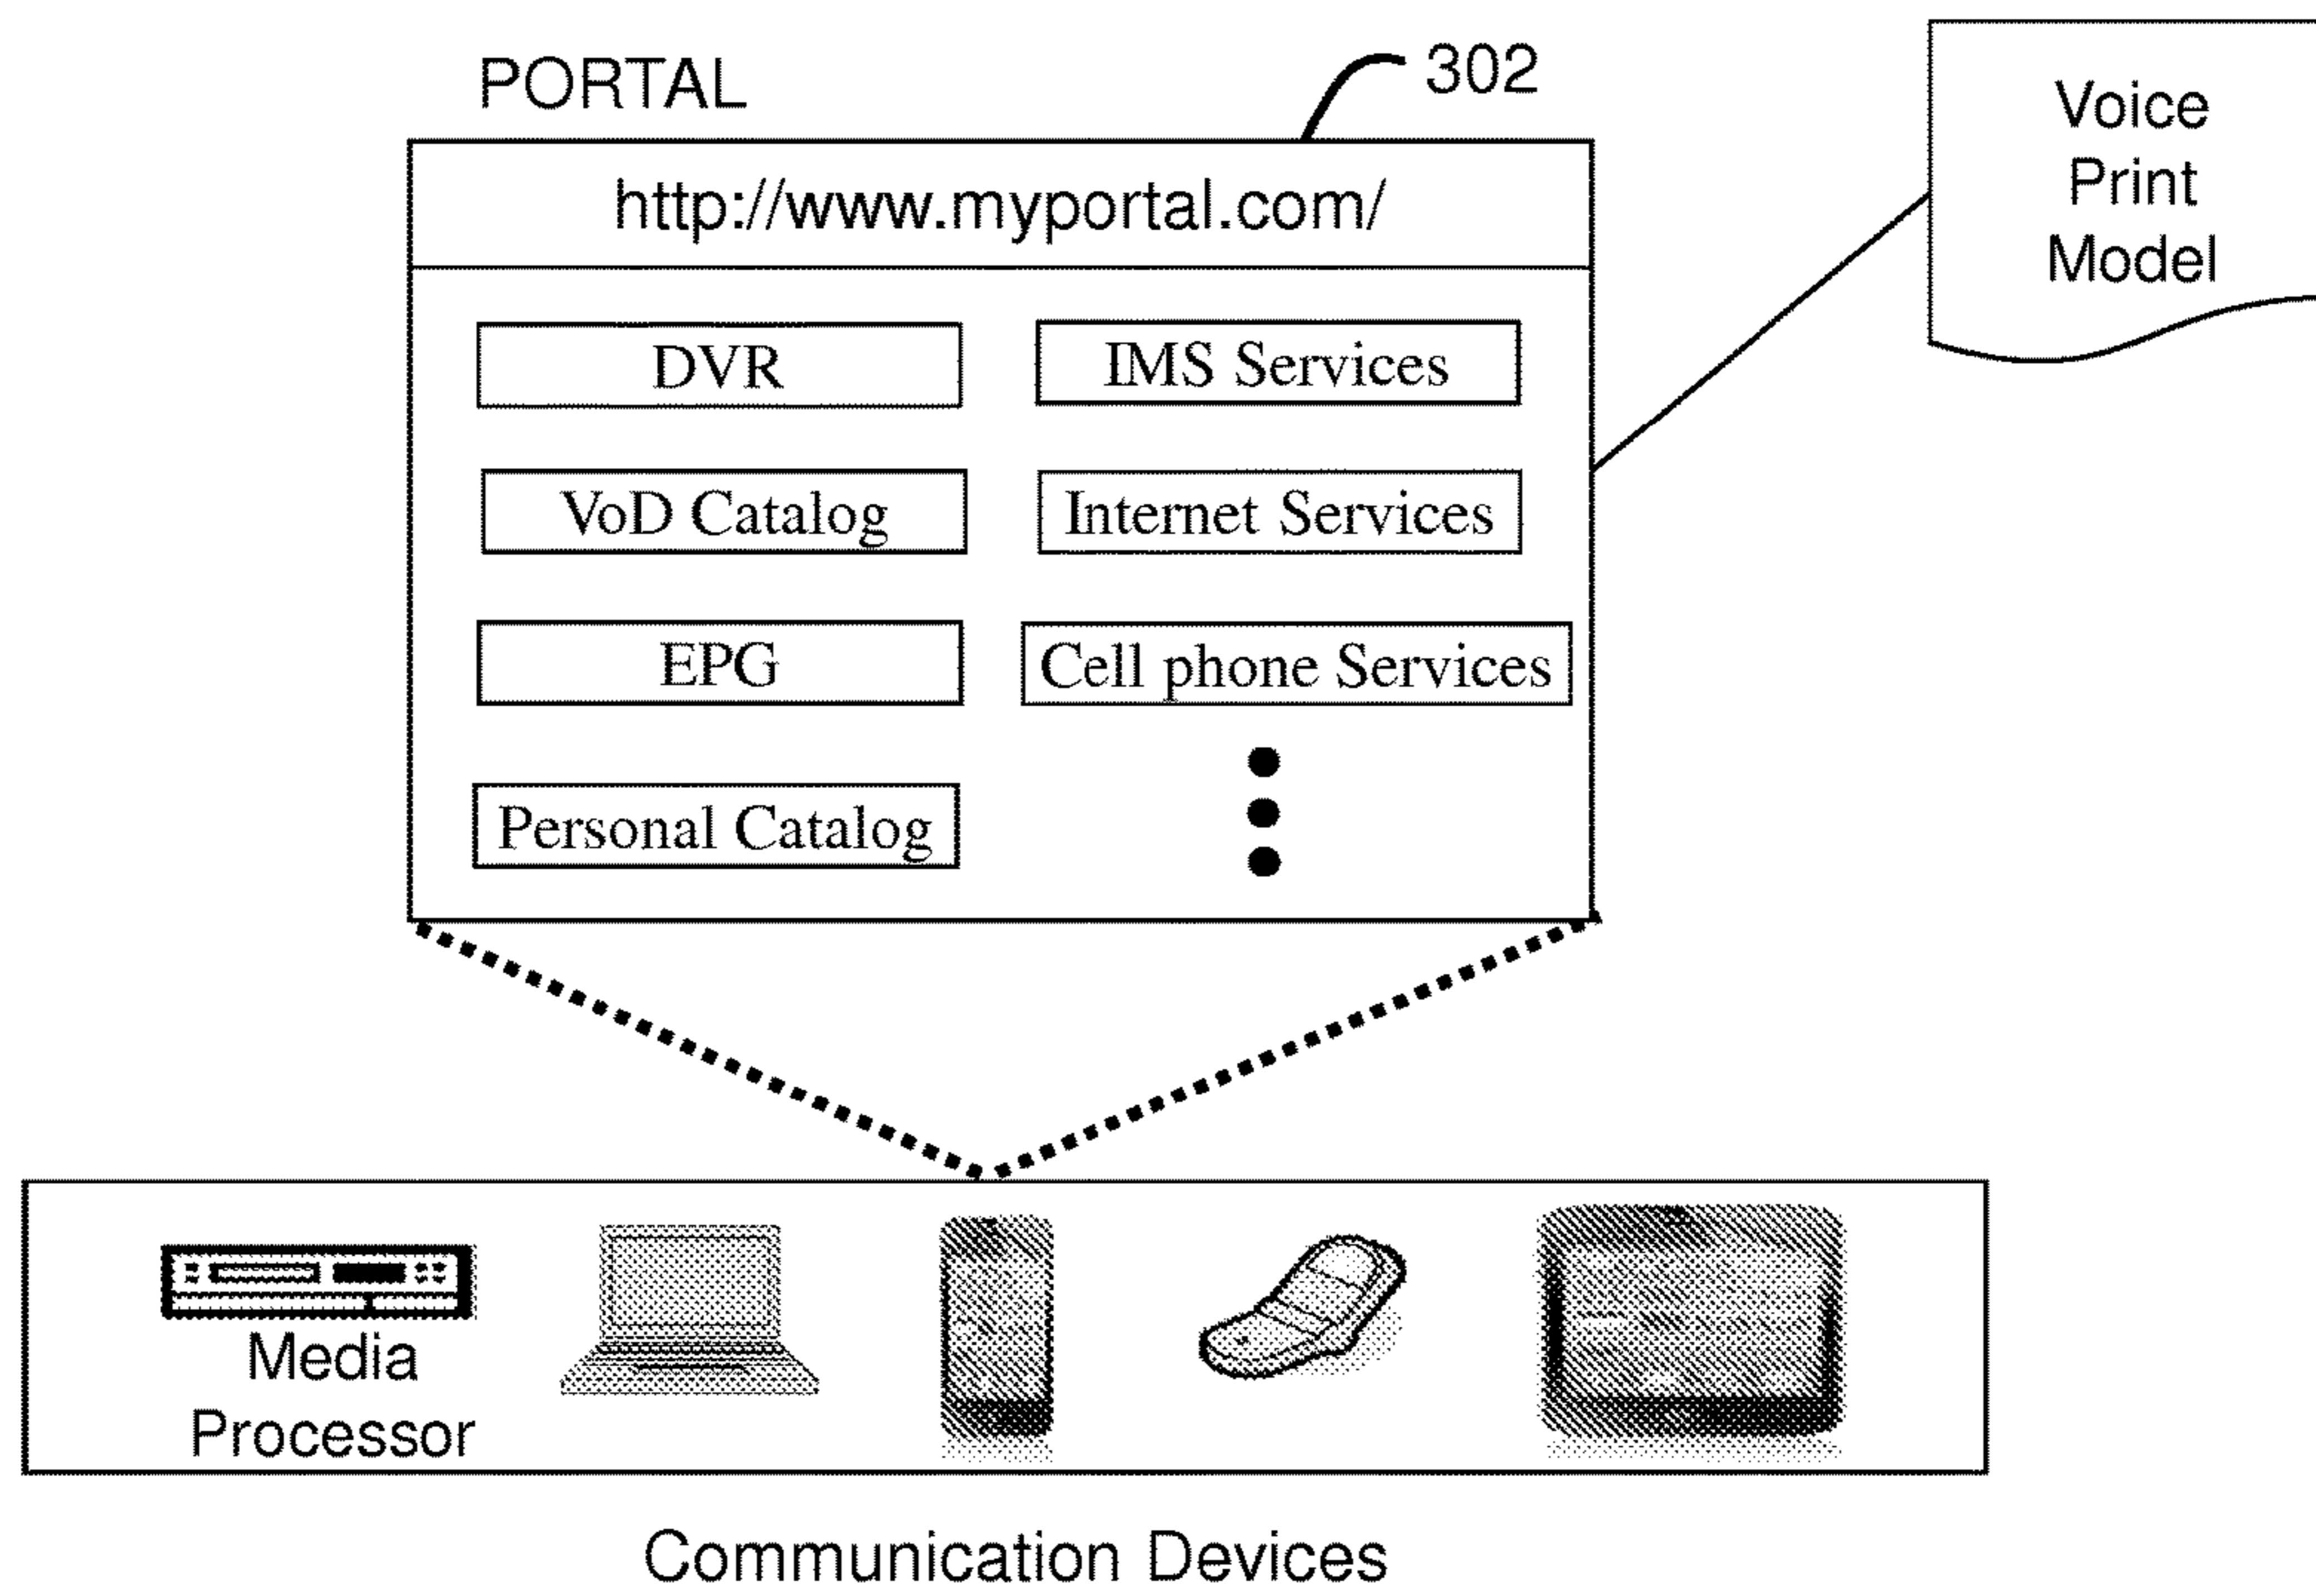 PORTAL
302
http://www.myportal.com/
Voice
Print
Model
DVR
IMS Services
VoD Catalog
Internet Services
EPG
Cell phone Services
Personal Catalog
Media
Processor
Communication Devices